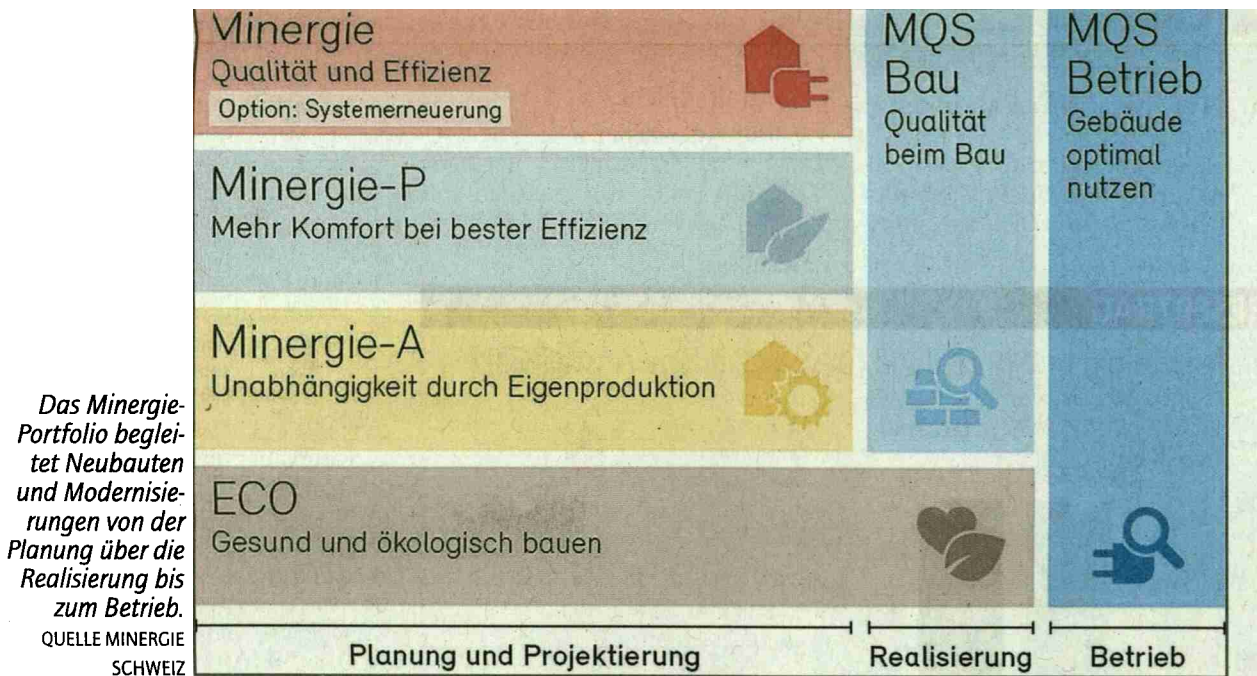 Minergie
Qualität und Effizienz
Option: Systemerneuerung
Minergie-P
Mehr Komfort bei bester Effizienz
Minergie-A
Unabhängigkeit durch Eigenproduktion
ECO
Gesund und ökologisch bauen
MQS
Bau
Qualität
beim Bau
MQS
Betrieb
Gebäude
optimal
nutzen
Planung und Projektierung
Realisierung
Betrieb
Das Minergie-
Portfolio beglei-
tet Neubauten
und Modernisie-
rungen von der
Planung über die
Realisierung bis
zum Betrieb.
QUELLE MINERGIE
SCHWEIZ